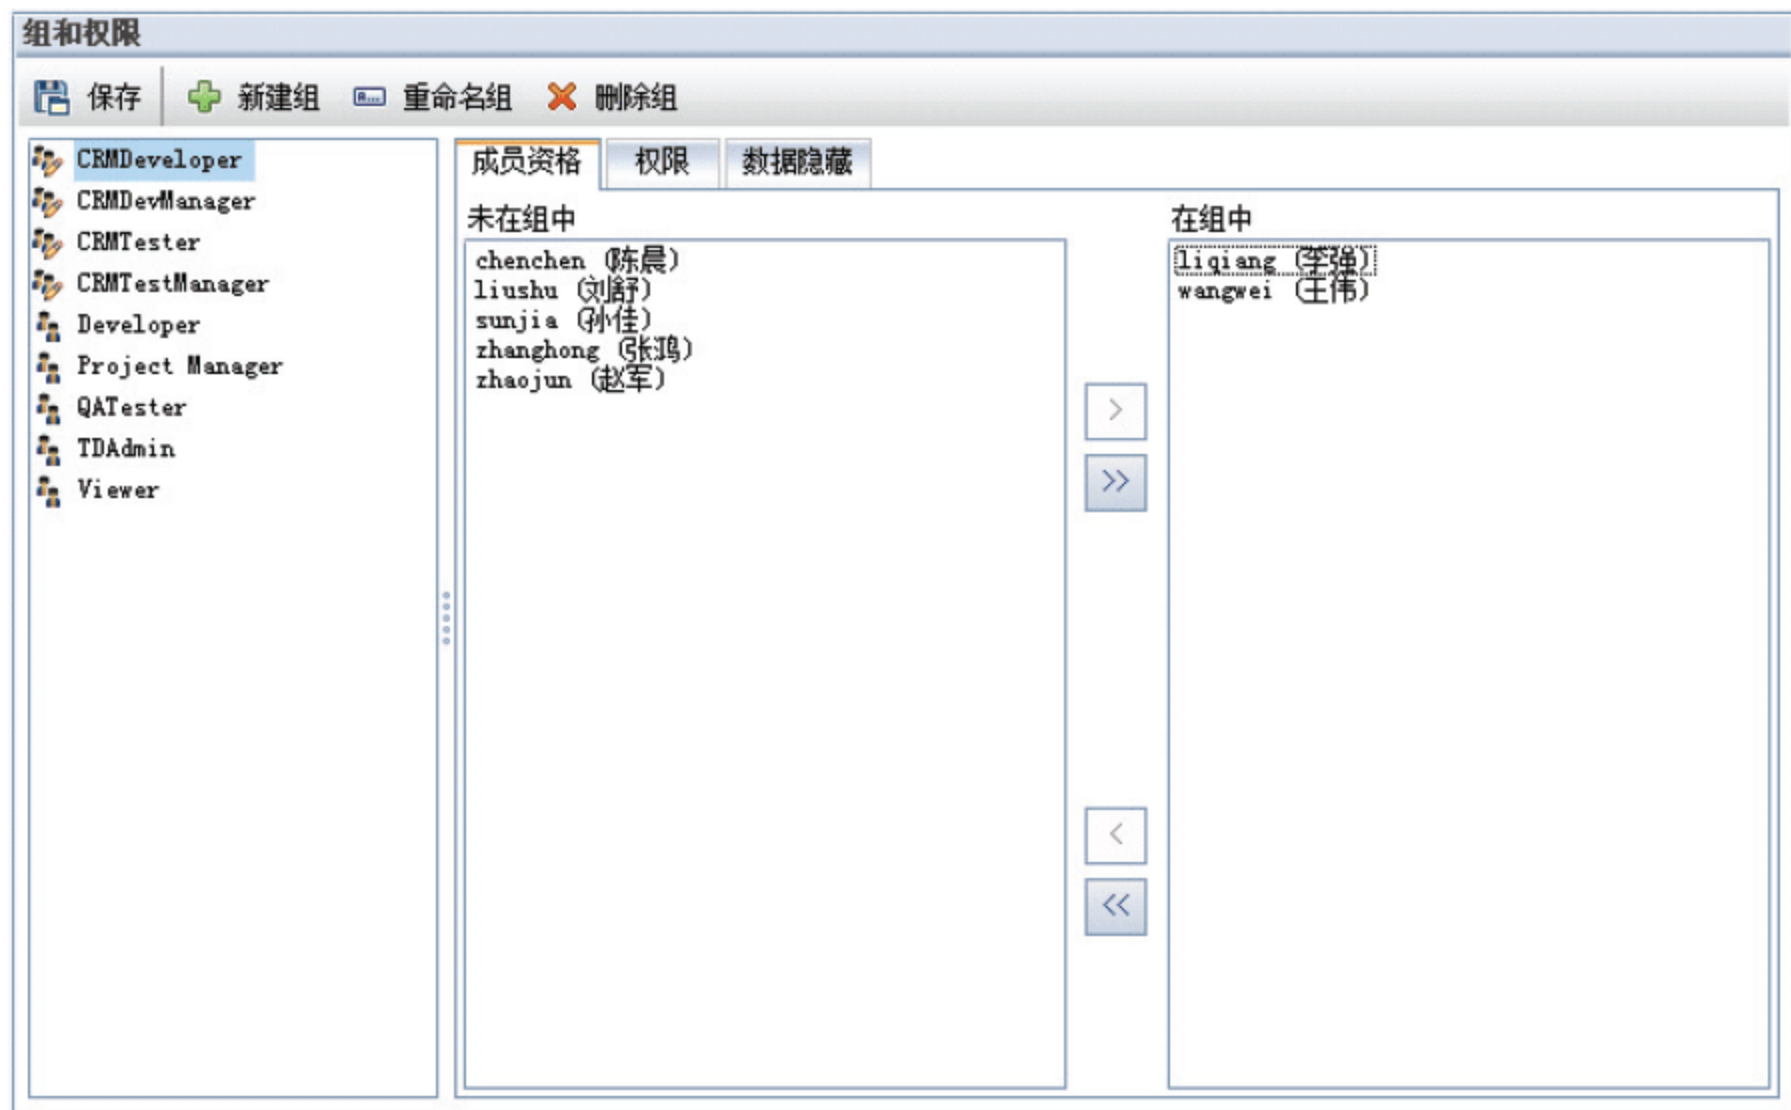 组和权限
保存 新建组 重命名组 删除组
CRMDeveloper
CRMDevManager
CRMTester
CRMTestManager
Developer
Project Manager
QATester
TDAdmin
Viewer
成员资格 权限 数据隐藏
未在组中
chenchen (陈晨)
liushu (刘舒)
sunjia (孙佳)
zhanghong (张鸿)
zhaojun (赵军)
>
>>
<
<<
在组中
liqiang (李强)
wangwei (王伟)